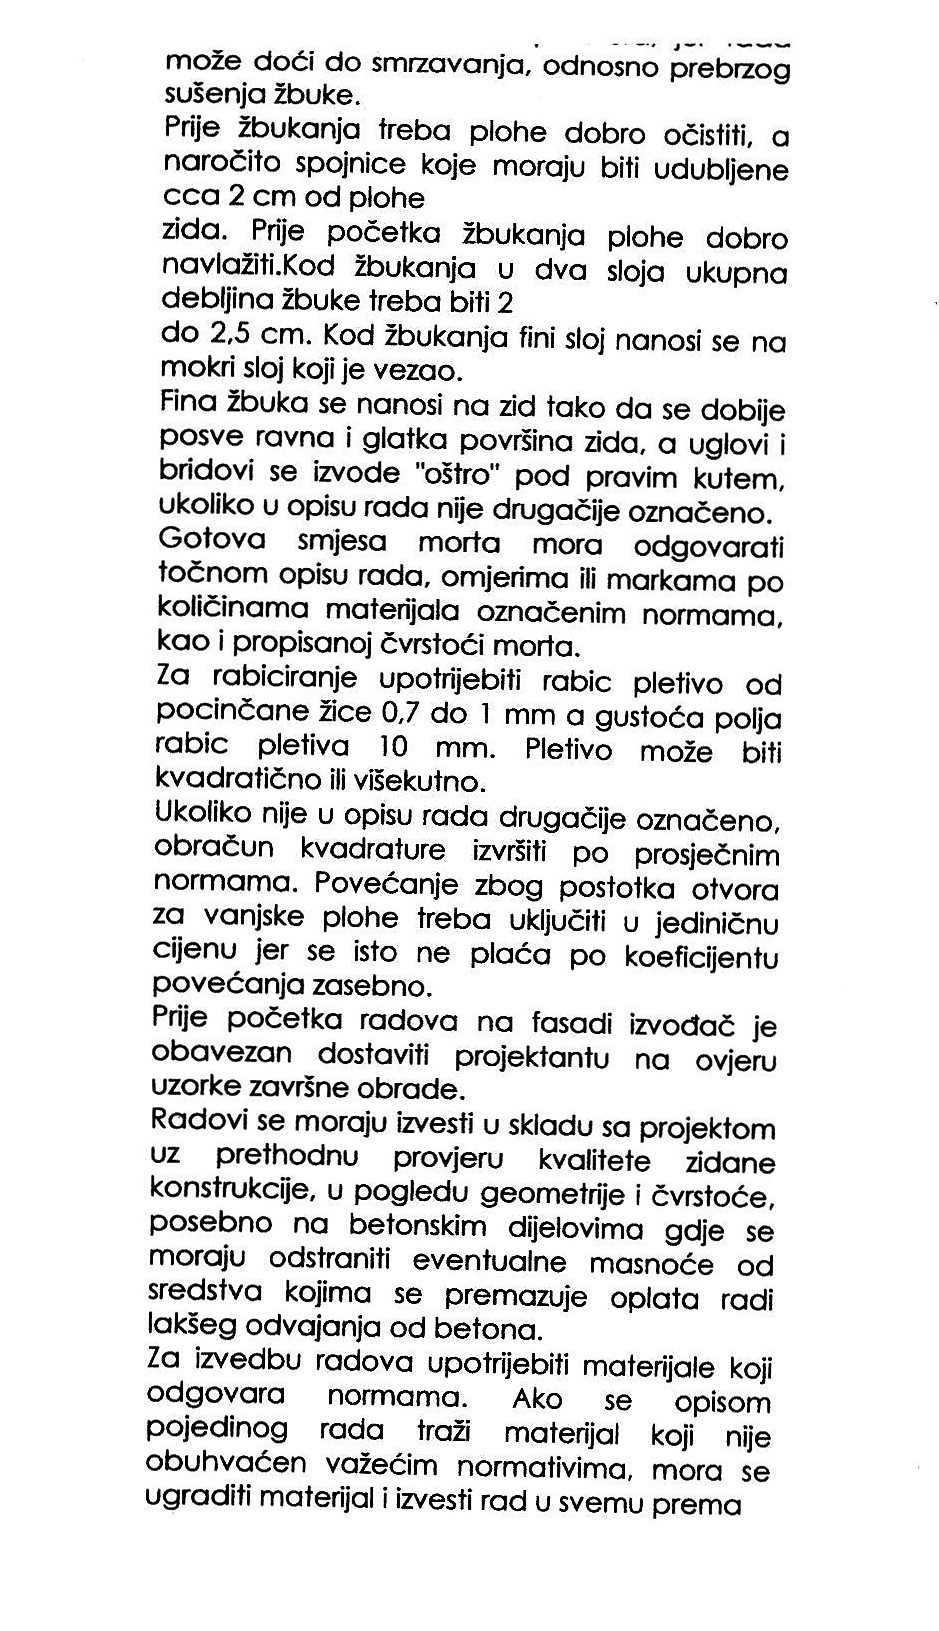 može doći do smrzavanja, odnosno prebrzog
sušenja žbuke.
Prije žbukanja treba plohe dobro očistiti, a
naročito spojnice koje moraju biti udubljene
cca 2 cm od plohe
zida. Prije početka žbukanja plohe dobro
navlažiti.Kod žbukanja u dva sloja ukupna
debljina žbuke treba biti 2
do 2,5 cm. Kod žbukanja fini sloj nanosi se na
mokri sloj koji je vezao.
Fina žbuka se nanosi na zid tako da se dobije
posve ravna i glatka površina zida, a uglovi i
bridovi se izvode "oštro" pod pravim kutem,
ukoliko u opisu rada nije drugačije označeno.
Gotova smjesa morta mora odgovarati
točnom opisu rada, omjerima ili markama po
količinama materijala označenim normama,
kao i propisanoj čvrstoći morta.
Za rabiciranje upotrijebiti rabic pletivo od
pocinčane žice 0,7 do 1 mm a gustoća polja
rabic pletiva 10 mm. Pletivo može biti
kvadratično ili višekutno.
Ukoliko nije u opisu rada drugačije označeno,
obračun kvadrature izvršiti po prosječnim
normama. Povećanje zbog postotka otvora
za vanjske plohe treba uključiti u jediničnu
cijenu jer se isto ne plaća po koeficijentu
povećanja zasebno.
Prije početka radova na fasadi izvođač je
obavezan dostaviti projektantu na ovjeru
uzorke završne obrade.
Radovi se moraju izvesti u skladu sa projektom
uz prethodnu provjeru kvalitete zidane
konstrukcije, u pogledu geometrije i čvrstoće,
posebno na betonskim dijelovima gdje se
moraju odstraniti eventualne masnoće od
sredstva kojima se premazuje oplata radi
lakšeg odvajanja od betona.
Za izvedbu radova upotrijebiti materijale koji
odgovara normama. Ako se opisom
pojedinog rada traži materijal koji nije
obuhvaćen važećim normativima, mora se
ugraditi materijal i izvesti rad u svemu prema